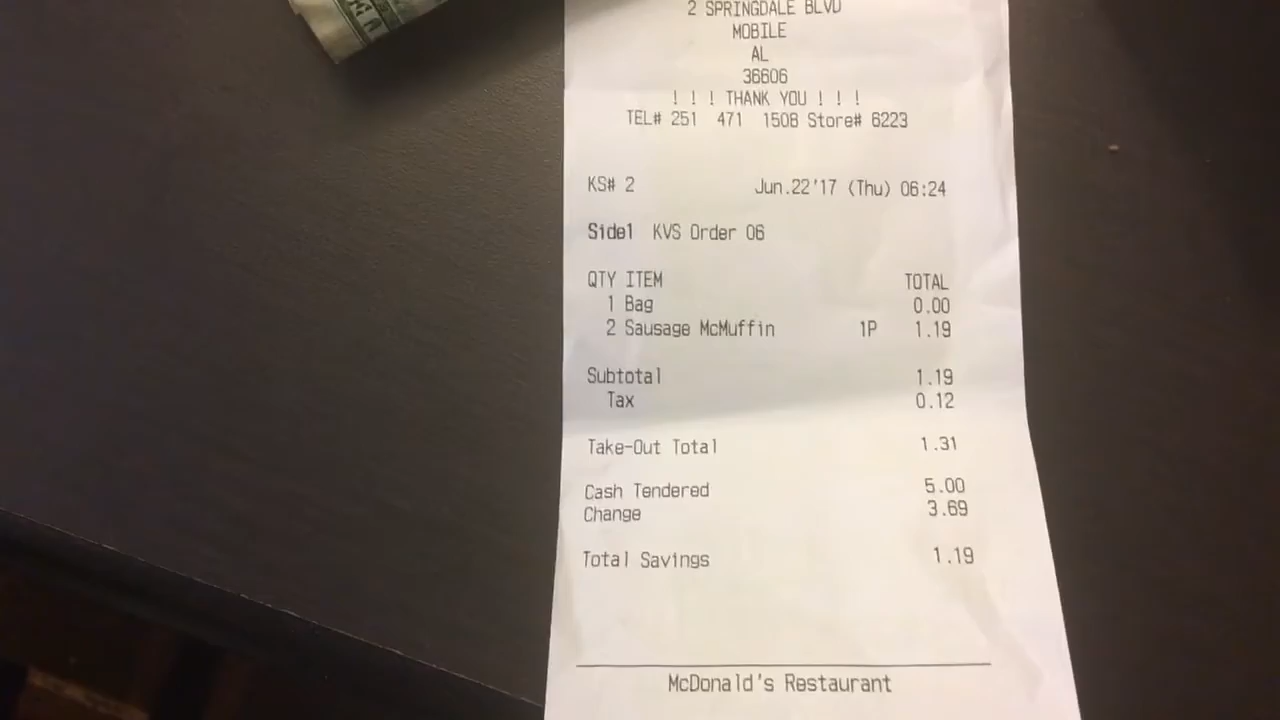 2 SPRINGDALE BLVD
MOBILE
AL
36606
! ! ! THANK YOU ! ! !
TEL# 251 471 1508 Store# 6223
KS# 2 Jun.22'17 (Thu) 06:24
Side1 KVS Order 06
QTY ITEM TOTAL
1 Bag 0.00
2 Sausage McMuffin 1P 1.19
Subtotal 1.19
Tax 0.12
Take-Out Total 1.31
Cash Tendered 5.00
Change 3.69
Total Savings 1.19
McDonald's Restaurant